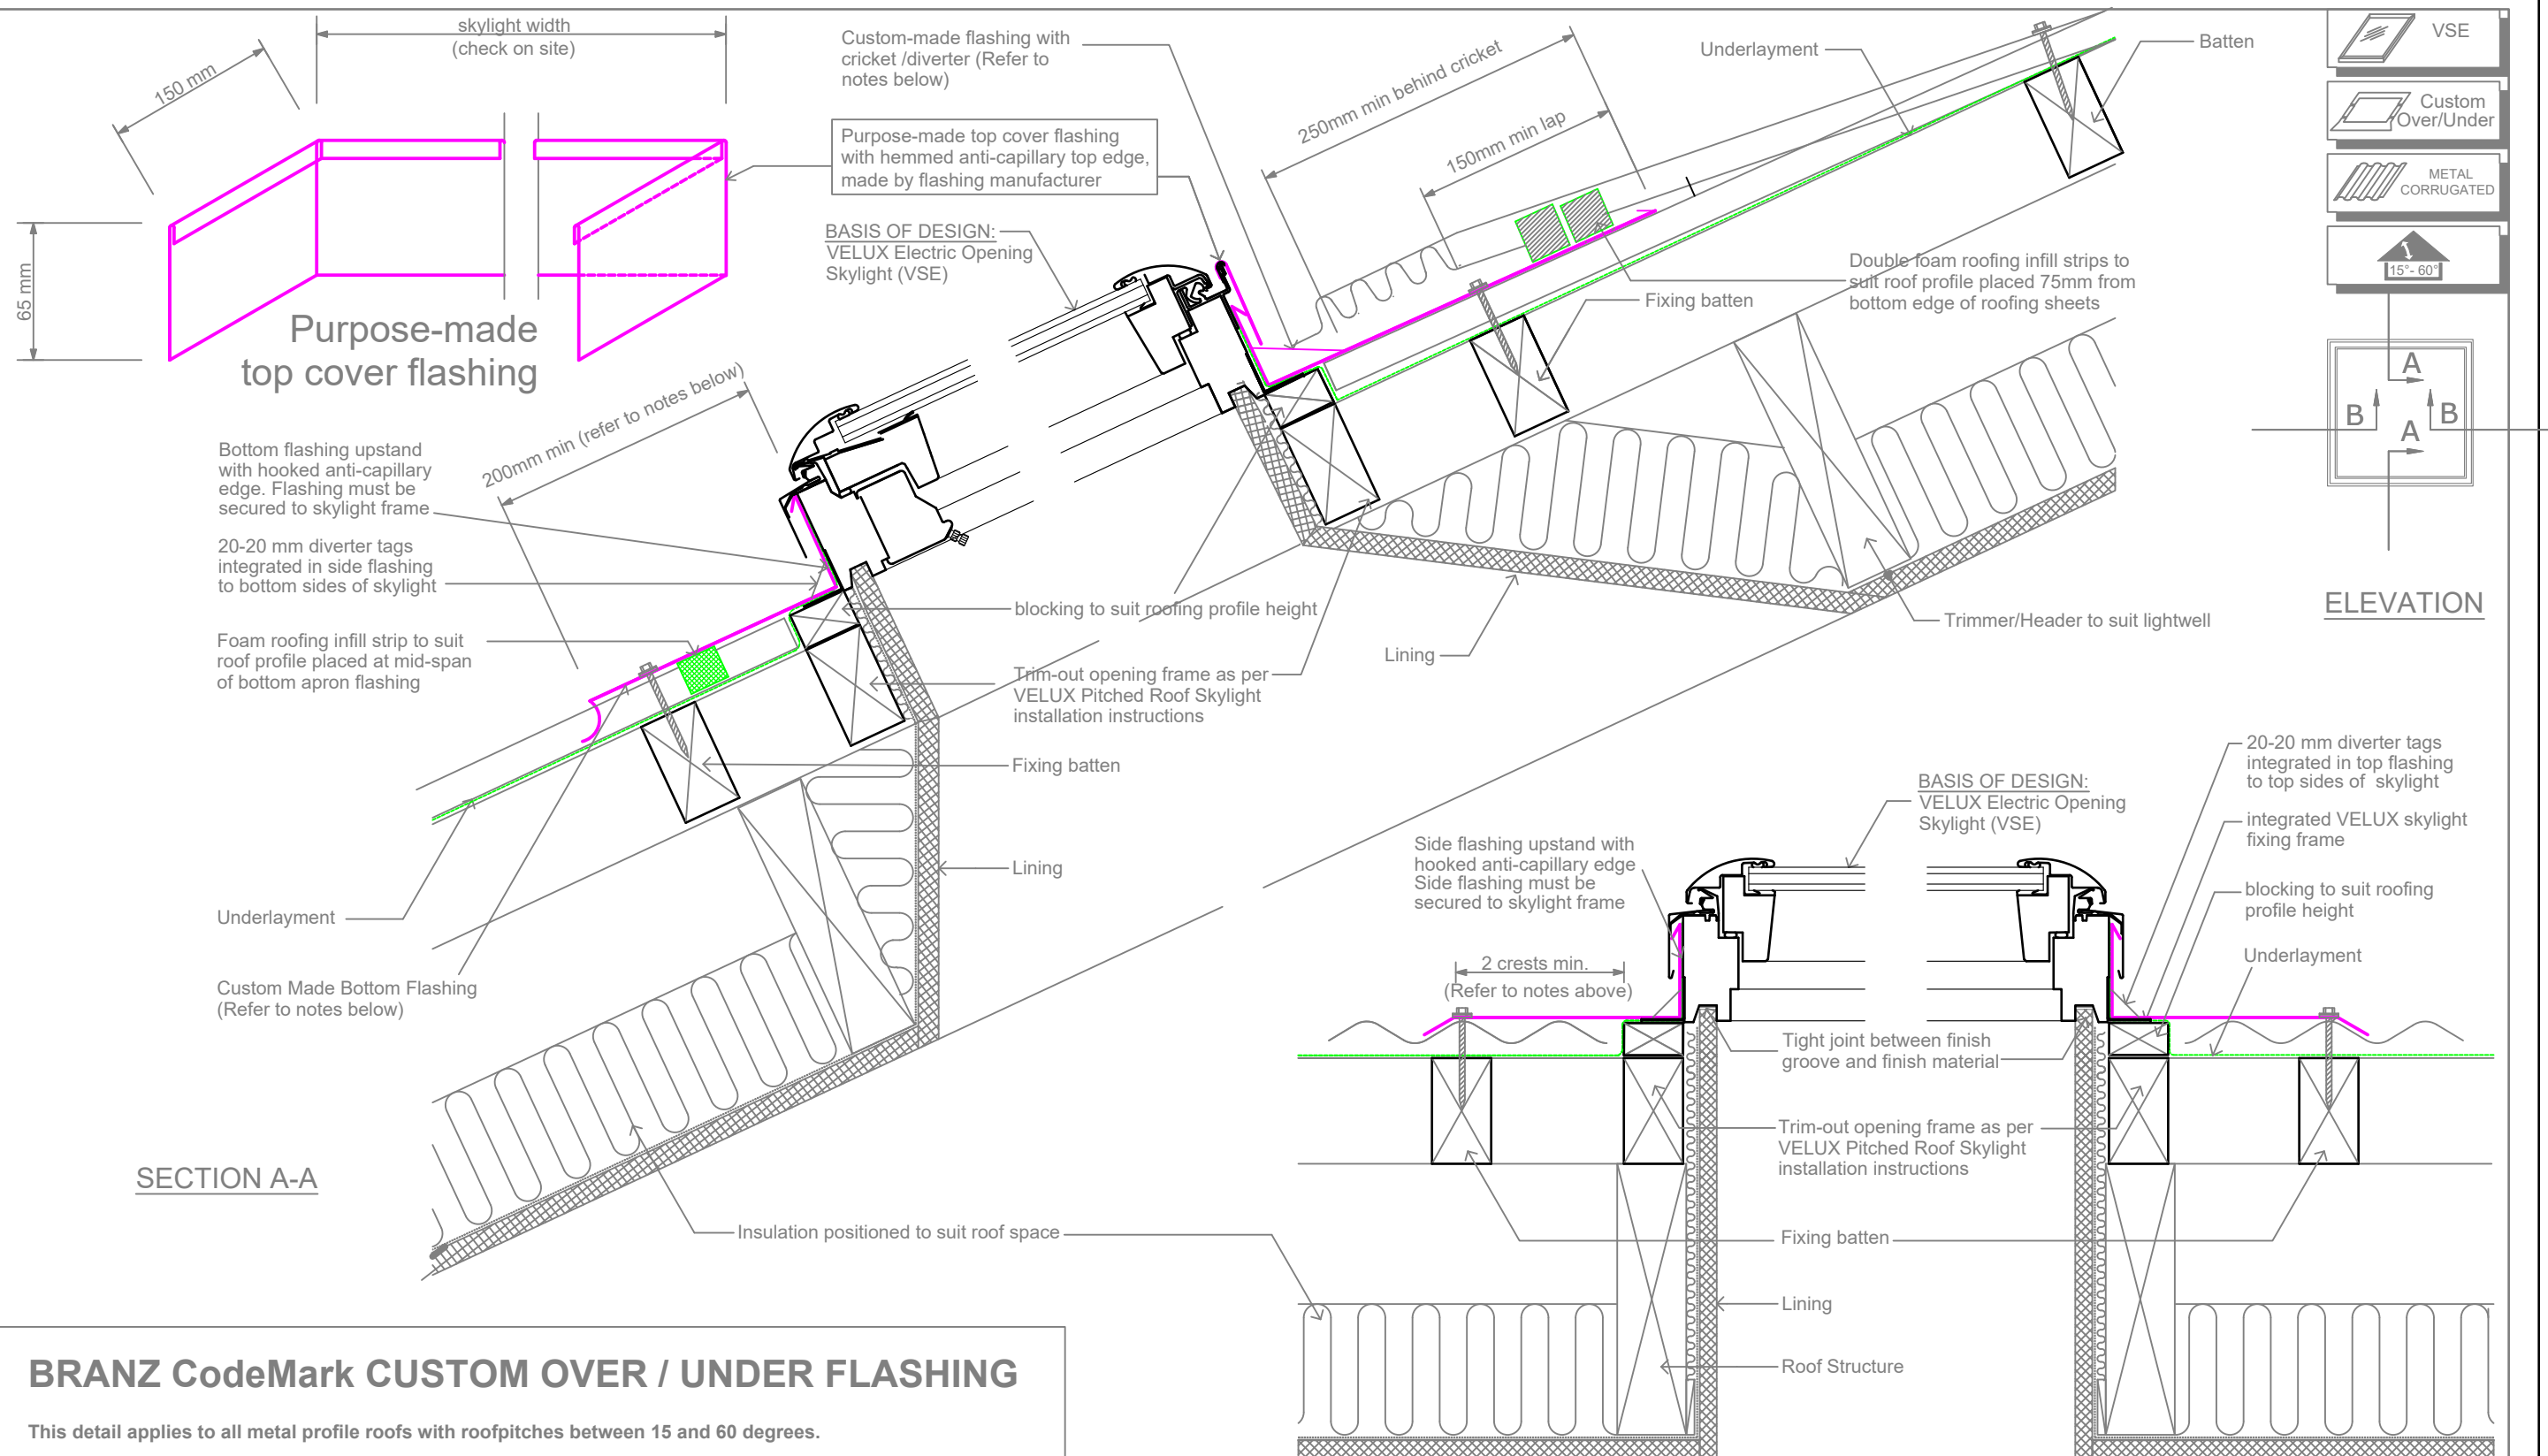 skylight width
(check on site)
150 mm
65 mm
Purpose-made
top cover flashing
Custom-made flashing with
cricket /diverter (Refer to
notes below)
Purpose-made top cover flashing
with hemmed anti-capillary top edge,
made by flashing manufacturer
BASIS OF DESIGN:
VELUX Electric Opening
Skylight (VSE)
250mm min behind cricket
150mm min lap
Underlayment
Batten
Double foam roofing infill strips to
suit roof profile placed 75mm from
bottom edge of roofing sheets
Fixing batten
VSE
Custom
Over/Under
METAL
CORRUGATED
15°- 60°
A
B
B
A
ELEVATION
200mm min (refer to notes below)
Bottom flashing upstand
with hooked anti-capillary
edge. Flashing must be
secured to skylight frame
20-20 mm diverter tags
integrated in side flashing
to bottom sides of skylight
Foam roofing infill strip to suit
roof profile placed at mid-span
of bottom apron flashing
blocking to suit roofing profile height
Trimmer/Header to suit lightwell
Lining
Trim-out opening frame as per
VELUX Pitched Roof Skylight
installation instructions
Fixing batten
Lining
Underlayment
Custom Made Bottom Flashing
(Refer to notes below)
SECTION A-A
Insulation positioned to suit roof space
20-20 mm diverter tags
integrated in top flashing
to top sides of skylight
BASIS OF DESIGN:
VELUX Electric Opening
Skylight (VSE)
integrated VELUX skylight
fixing frame
Side flashing upstand with
hooked anti-capillary edge
Side flashing must be
secured to skylight frame
blocking to suit roofing
profile height
Underlayment
2 crests min.
(Refer to notes above)
Tight joint between finish
groove and finish material
Trim-out opening frame as per
VELUX Pitched Roof Skylight
installation instructions
Fixing batten
Lining
Roof Structure
BRANZ CodeMark CUSTOM OVER / UNDER FLASHING
This detail applies to all metal profile roofs with roofpitches between 15 and 60 degrees.